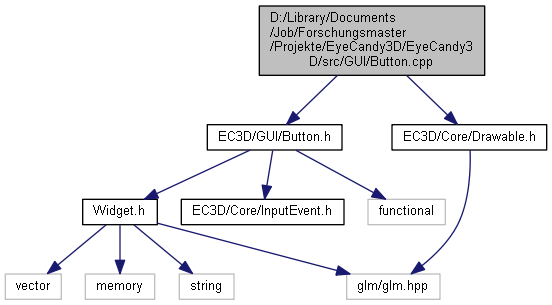 D:/Library/Documents
/Job/Forschungsmaster
/Projekte/EyeCandy3D/EyeCandy3
D/src/GUI/Button.cpp
EC3D/GUI/Button.h
EC3D/Core/Drawable.h
Widget.h
EC3D/Core/InputEvent.h
functional
vector
memory
string
glm/glm.hpp